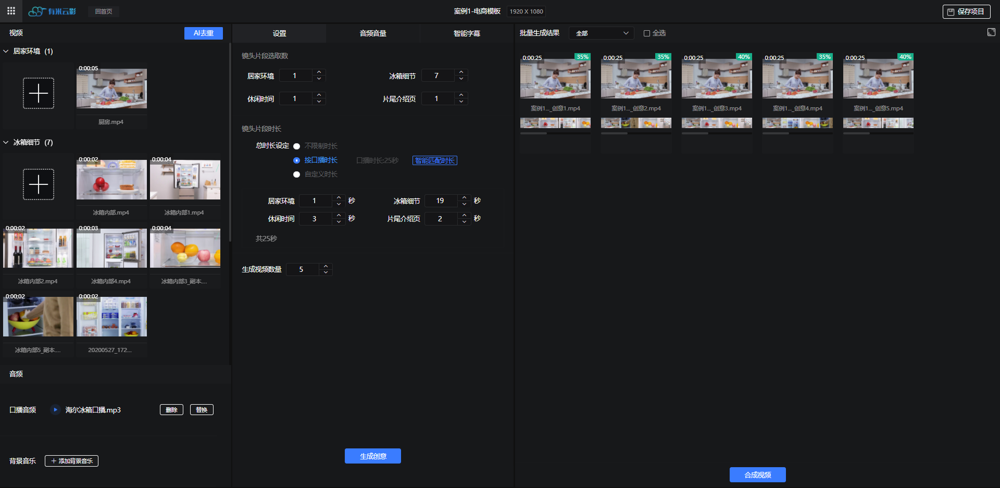 有米云影
回首页
案例1-电商模板
1920 X 1080
保存项目
视频
AI去重
居家环境 (1)
0:00:05
厨房.mp4
冰箱细节 (7)
0:00:02
冰箱内部.mp4
0:00:04
冰箱内部1.mp4
0:00:02
冰箱内部2.mp4
0:00:03
冰箱内部4.mp4
0:00:04
冰箱内部3_副本....
0:00:02
冰箱内部5_副本....
0:00:02
20200527_172...
音频
口播音频
海尔冰箱口播.mp3
删除
替换
背景音乐
添加背景音乐
设置
音频音量
智能字幕
镜头片段选取数
居家环境 1
冰箱细节 7
休闲时间 1
片尾介绍页 1
镜头片段时长
总时长设定
不限制时长
按口播时长
口播时长:25秒
智能匹配时长
自定义时长
居家环境 1 秒
冰箱细节 19 秒
休闲时间 3 秒
片尾介绍页 2 秒
共25秒
生成视频数量 5
生成创意
批量生成结果
全部
全选
0:00:25 35%
案例1..._创意1.mp4
0:00:25 35%
案例1..._创意2.mp4
0:00:25 40%
案例1..._创意3.mp4
0:00:25 35%
案例1..._创意4.mp4
0:00:25 40%
案例1..._创意5.mp4
合成视频